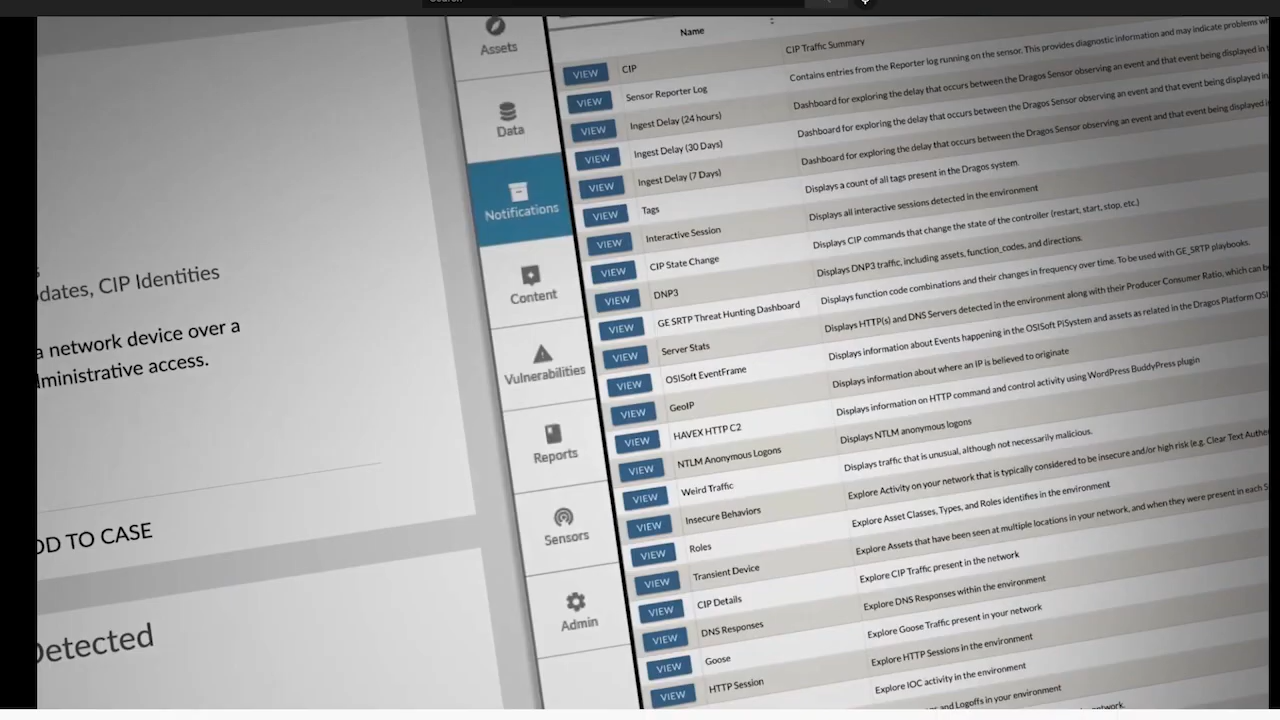 Search
s
dates, CIP Identities
a network device over a
ministrative access.
DD TO CASE
Detected
Assets
Data
Notifications
Content
Vulnerabilities
Reports
Sensors
Admin
Name
VIEW CIP CIP Traffic Summary
VIEW Sensor Reporter Log Contains entries from the Reporter log running on the sensor. This provides diagnostic information and may indicate problems
VIEW Ingest Delay (24 hours) Dashboard for exploring the delay that occurs between the Dragos Sensor observing an event and that event being displayed in
VIEW Ingest Delay (30 Days) Dashboard for exploring the delay that occurs between the Dragos Sensor observing an event and that event being displayed in
VIEW Ingest Delay (7 Days) Dashboard for exploring the delay that occurs between the Dragos Sensor observing an event and that event being displayed in
VIEW Tags Displays a count of all tags present in the Dragos system.
VIEW Interactive Session Displays all interactive sessions detected in the environment
VIEW CIP State Change Displays CIP commands that change the state of the controller (restart, start, stop, etc.)
VIEW DNP3 Displays DNP3 traffic, including assets, function_codes, and directions.
VIEW GE SRTP Threat Hunting Dashboard Displays function code combinations and their changes in frequency over time. To be used with GE_SRTP playbooks.
VIEW Server Stats Displays HTTP(s) and DNS Servers detected in the environment along with their Producer Consumer Ratio, which can be
VIEW OSISoft EventFrame Displays information about Events happening in the OSISoft PiSystem and assets as related in the Dragos Platform OSI
VIEW GeoIP Displays information about where an IP is believed to originate
VIEW HAVEX HTTP C2 Displays information on HTTP command and control activity using WordPress BuddyPress plugin
VIEW NTLM Anonymous Logons Displays NTLM anonymous logons
VIEW Weird Traffic Displays traffic that is unusual, although not necessarily malicious.
VIEW Insecure Behaviors Explore Activity on your network that is typically considered to be insecure and/or high risk (e.g. Clear Text Authe
VIEW Roles Explore Asset Classes, Types, and Roles identifies in the environment
VIEW Transient Device Explore Assets that have been seen at multiple locations in your network, and when they were present in each S
VIEW CIP Details Explore CIP Traffic present in the network
VIEW DNS Responses Explore DNS Responses within the environment
VIEW Goose Explore Goose Traffic present in your network
VIEW HTTP Session Explore HTTP Sessions in the environment
Explore IOC activity in the environment
and Logoffs in your environment
network.